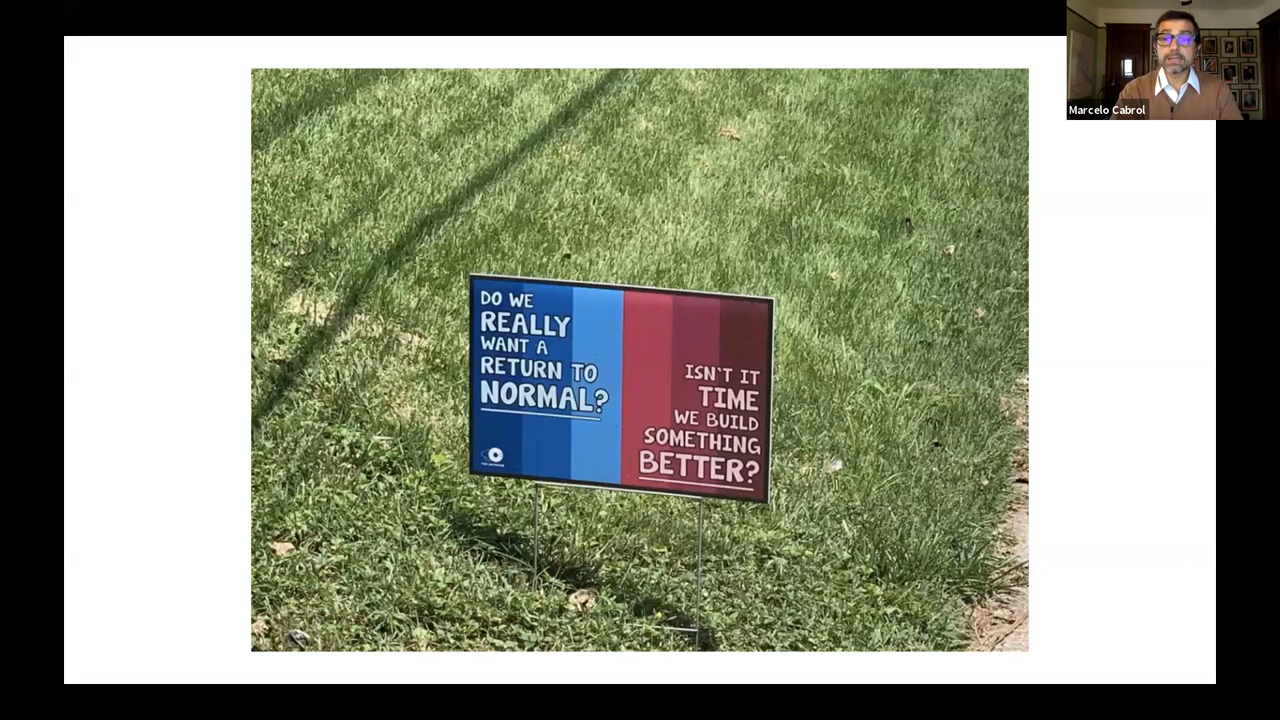 Marcelo Cabrol
DO WE
REALLY
WANT A
RETURN TO
NORMAL?
ISN'T IT
TIME
WE BUILD
SOMETHING
BETTER?